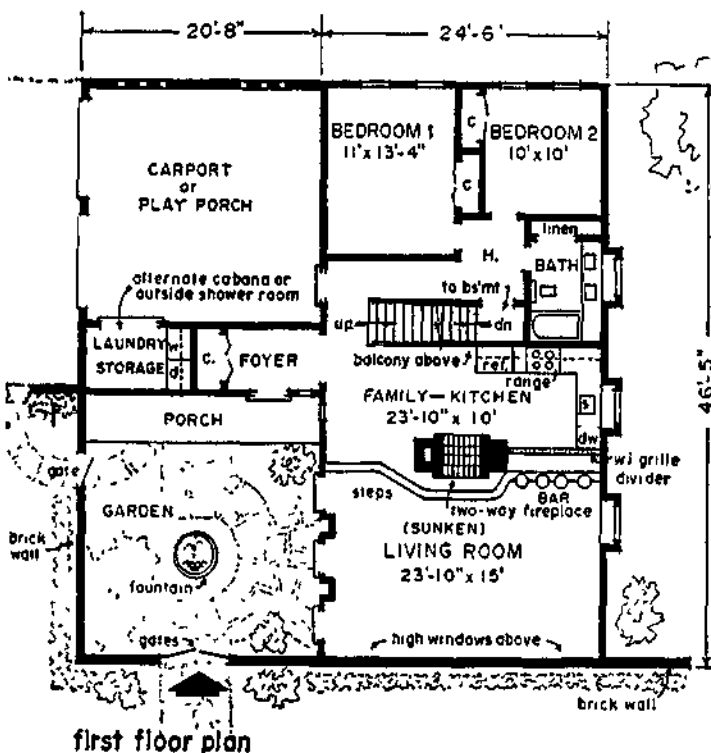 20'-8" 24'-6'
C
BEDROOM 1
11' x 13'-4"
BEDROOM 2
10' x 10'
C
CARPORT
or
PLAY PORCH
linen
H.
BATH
alternate cabana or
outside shower room
to bs'mt
up
dn
LAUNDRY
STORAGE
w
d
C.
FOYER
balcony above
ref.
range
46'-5"
FAMILY-KITCHEN
23'-10" x 10'
S
dw
PORCH
gate
steps
w.i grille
divider
BAR
two-way fireplace
GARDEN
brick
wall
(SUNKEN)
LIVING ROOM
23'-10" x 15'
fountain
gates
high windows above
brick wall
first floor plan